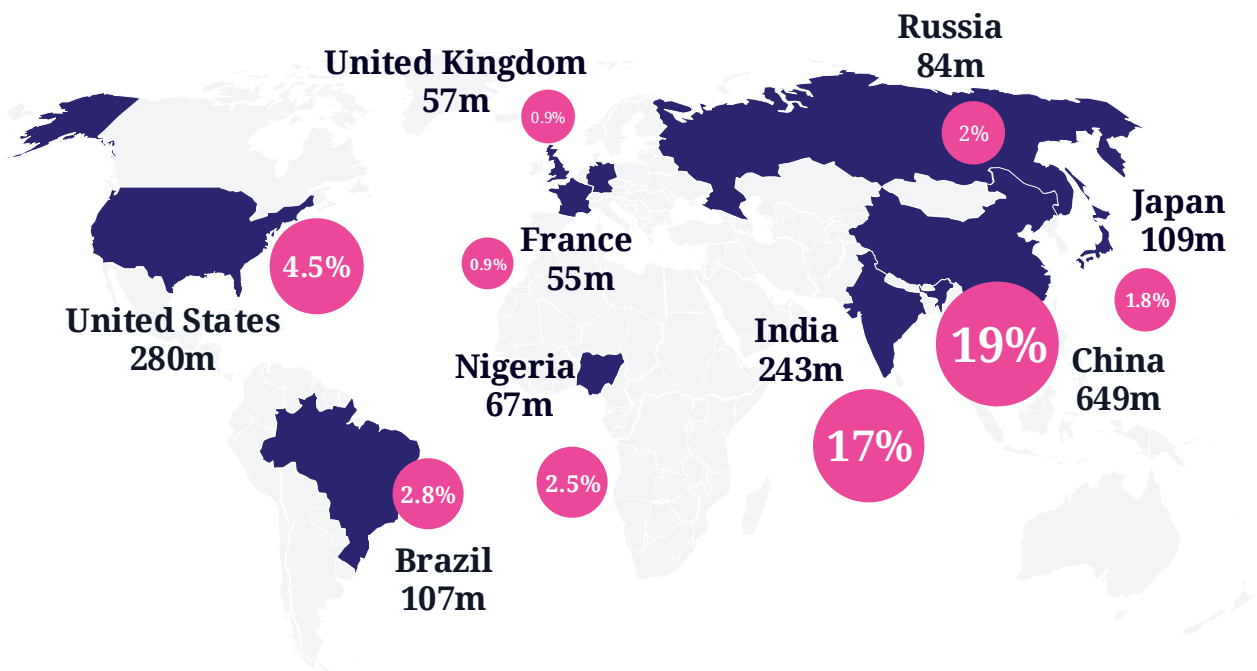 Russia
84m
2%
United Kingdom
57m
0.9%
Japan
109m
1.8%
France
55m
0.9%
4.5%
United States
280m
India
243m
17%
19%
China
649m
Nigeria
67m
2.5%
2.8%
Brazil
107m